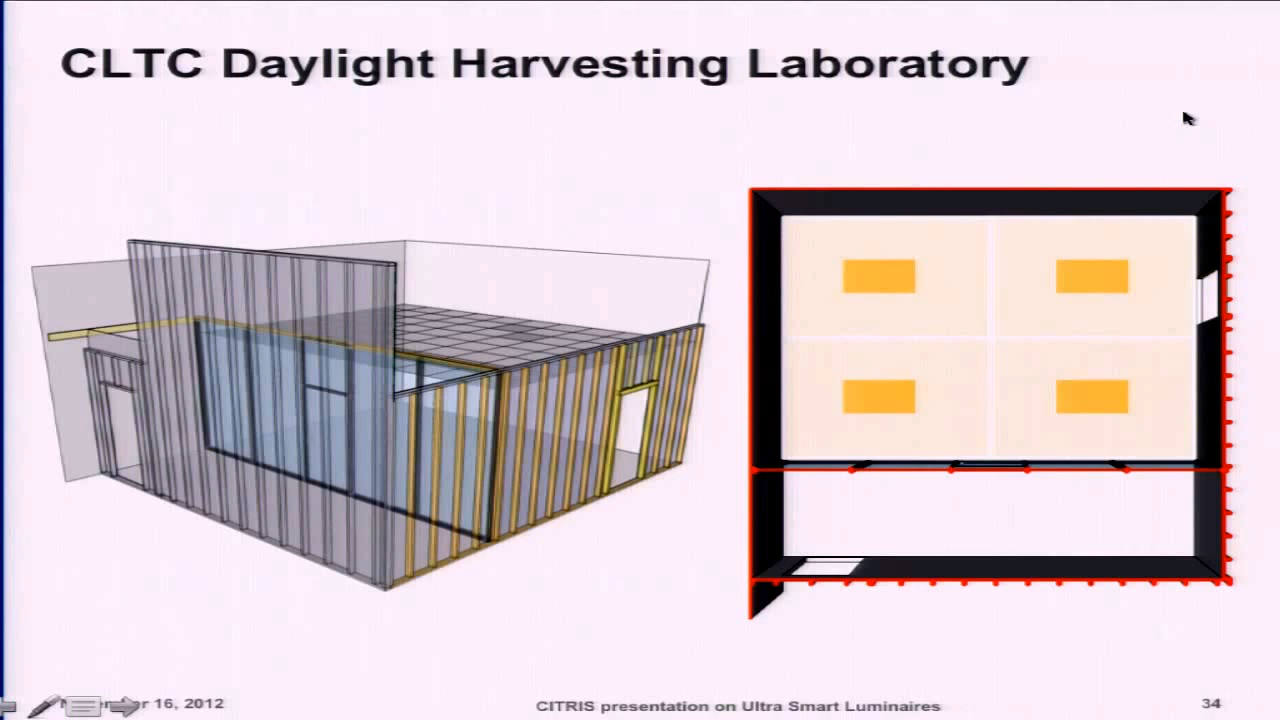 CLTC Daylight Harvesting Laboratory
16, 2012
CITRIS presentation on Ultra Smart Luminaires
34